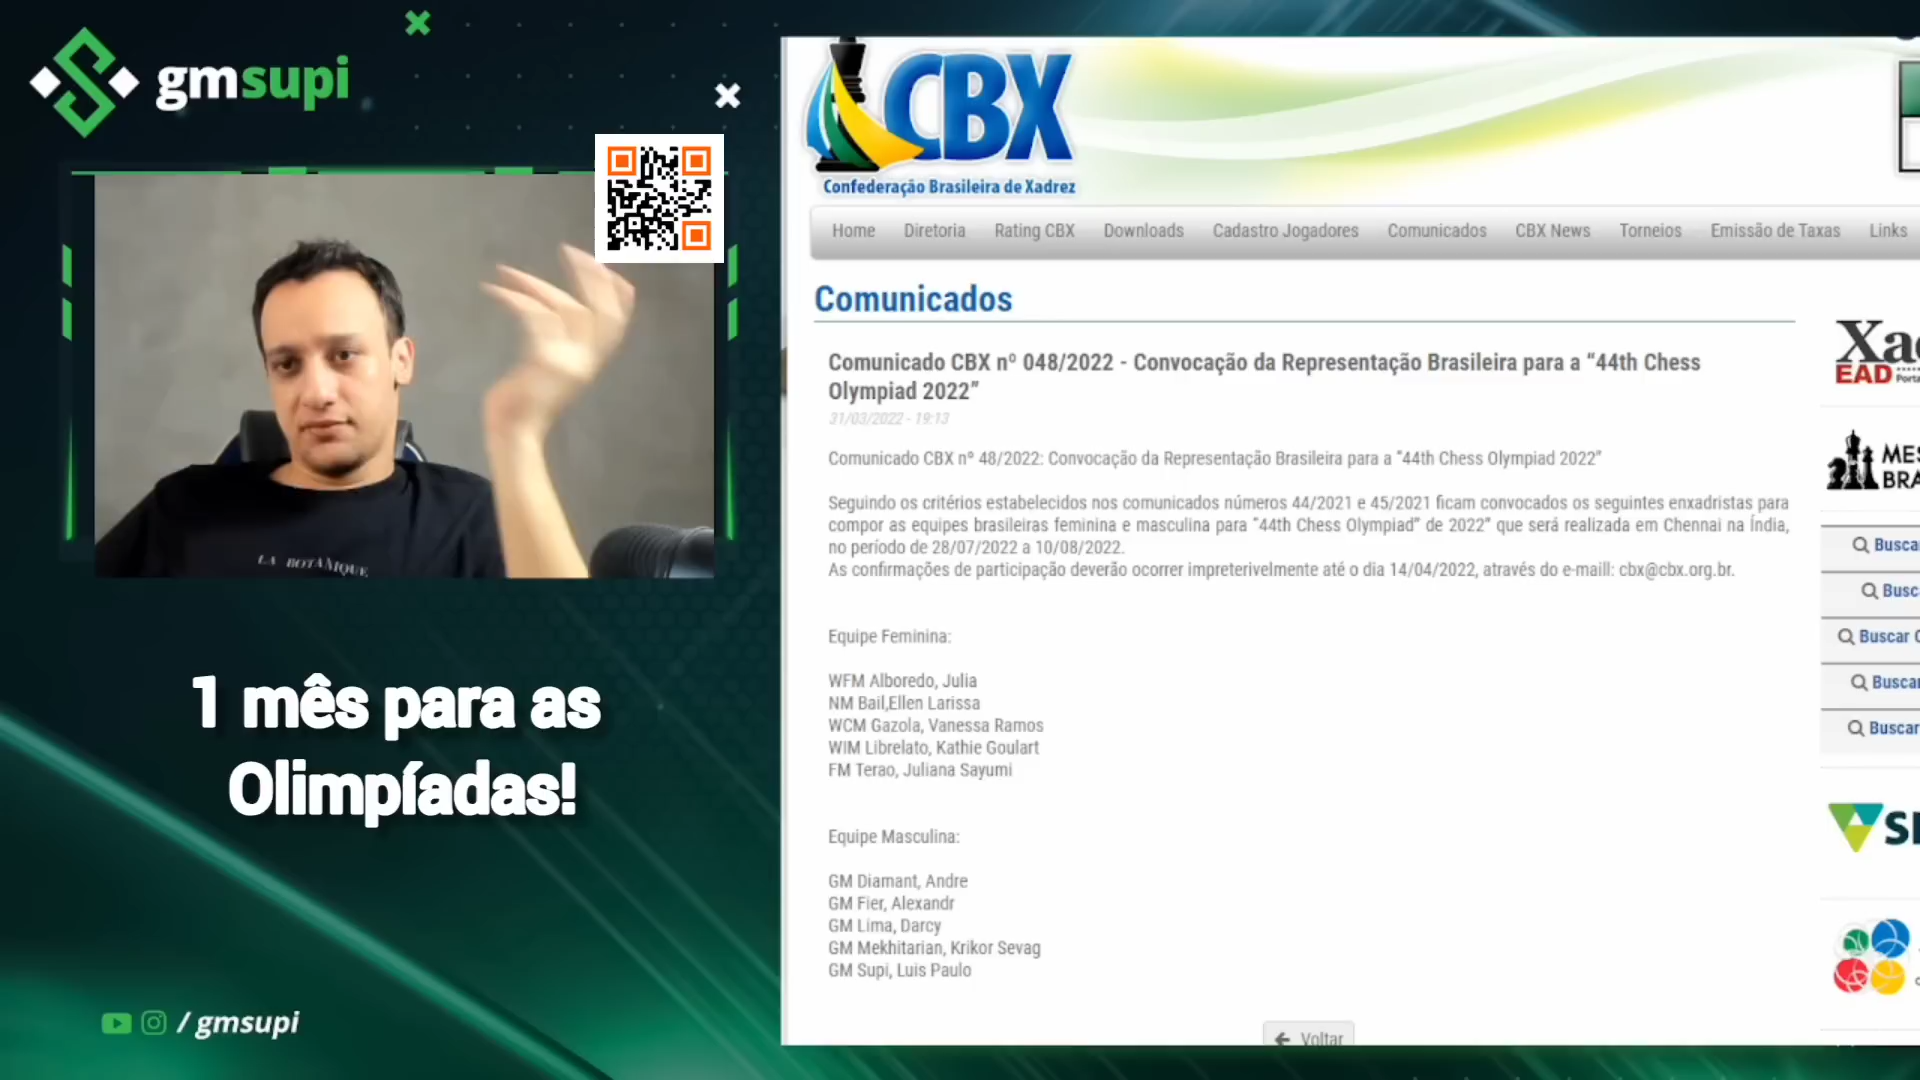 gmsupi
LA BOTANIQUE
1 mês para as
Olimpíadas!
/ gmsupi
CBX
Confederação Brasileira de Xadrez
Home Diretoria Rating CBX Downloads Cadastro Jogadores Comunicados CBX News Torneios Emissão de Taxas Links
Comunicados
Comunicado CBX nº 048/2022 - Convocação da Representação Brasileira para a “44th Chess
Olympiad 2022”
31/03/2022 - 19:13
Comunicado CBX nº 48/2022: Convocação da Representação Brasileira para a “44th Chess Olympiad 2022”
Seguindo os critérios estabelecidos nos comunicados números 44/2021 e 45/2021 ficam convocados os seguintes enxadristas para
compor as equipes brasileiras feminina e masculina para “44th Chess Olympiad” de 2022” que será realizada em Chennai na Índia,
no período de 28/07/2022 a 10/08/2022.
As confirmações de participação deverão ocorrer impreterivelmente até o dia 14/04/2022, através do e-maill: cbx@cbx.org.br.
Equipe Feminina:
WFM Alboredo, Julia
NM Bail,Ellen Larissa
WCM Gazola, Vanessa Ramos
WIM Librelato, Kathie Goulart
FM Terao, Juliana Sayumi
Equipe Masculina:
GM Diamant, Andre
GM Fier, Alexandr
GM Lima, Darcy
GM Mekhitarian, Krikor Sevag
GM Supi, Luis Paulo
Voltar
EAD
Buscar